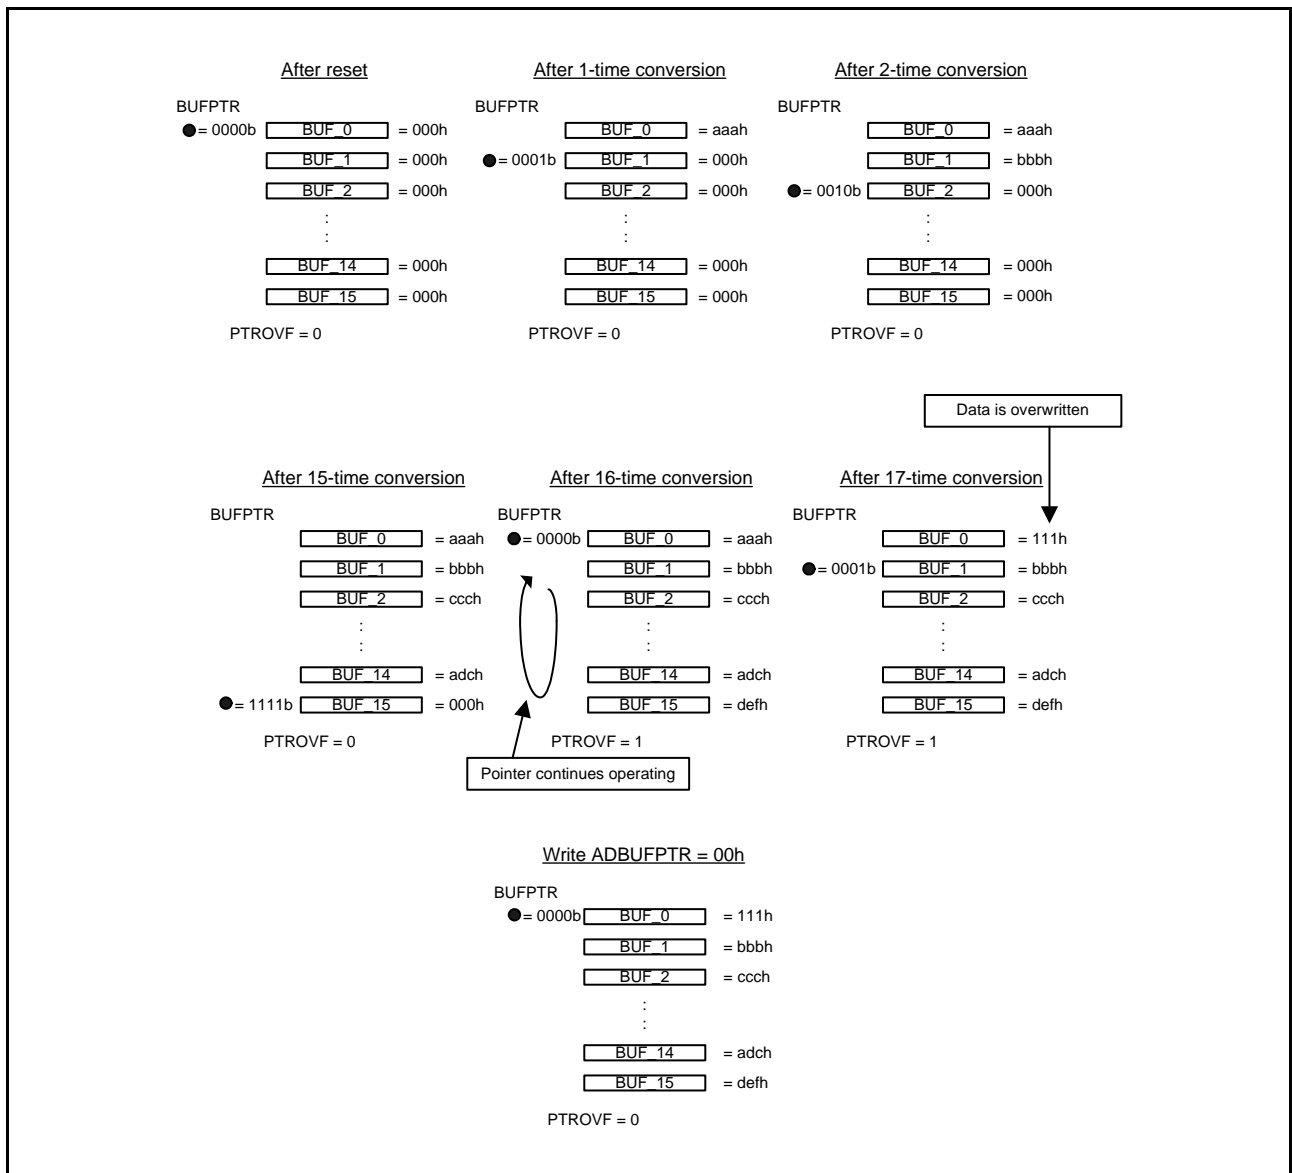 After reset
BUFPTR
= 0000b BUF_0 = 000h
BUF_1 = 000h
BUF_2 = 000h
:
:
BUF_14 = 000h
BUF_15 = 000h
PTROVF = 0
After 1-time conversion
BUFPTR
BUF_0 = aaah
= 0001b BUF_1 = 000h
BUF_2 = 000h
:
:
BUF_14 = 000h
BUF_15 = 000h
PTROVF = 0
After 2-time conversion
BUFPTR
BUF_0 = aaah
BUF_1 = bbbh
= 0010b BUF_2 = 000h
:
:
BUF_14 = 000h
BUF_15 = 000h
PTROVF = 0
After 15-time conversion
BUFPTR
BUF_0 = aaah
BUF_1 = bbbh
BUF_2 = ccch
:
:
BUF_14 = adch
= 1111b BUF_15 = 000h
PTROVF = 0
After 16-time conversion
BUFPTR
= 0000b BUF_0 = aaah
BUF_1 = bbbh
BUF_2 = ccch
:
:
BUF_14 = adch
BUF_15 = defh
PTROVF = 1
Pointer continues operating
Data is overwritten
After 17-time conversion
BUFPTR
BUF_0 = 111h
= 0001b BUF_1 = bbbh
BUF_2 = ccch
:
:
BUF_14 = adch
BUF_15 = defh
PTROVF = 1
Write ADBUFPTR = 00h
BUFPTR
= 0000b BUF_0 = 111h
BUF_1 = bbbh
BUF_2 = ccch
:
:
BUF_14 = adch
BUF_15 = defh
PTROVF = 0